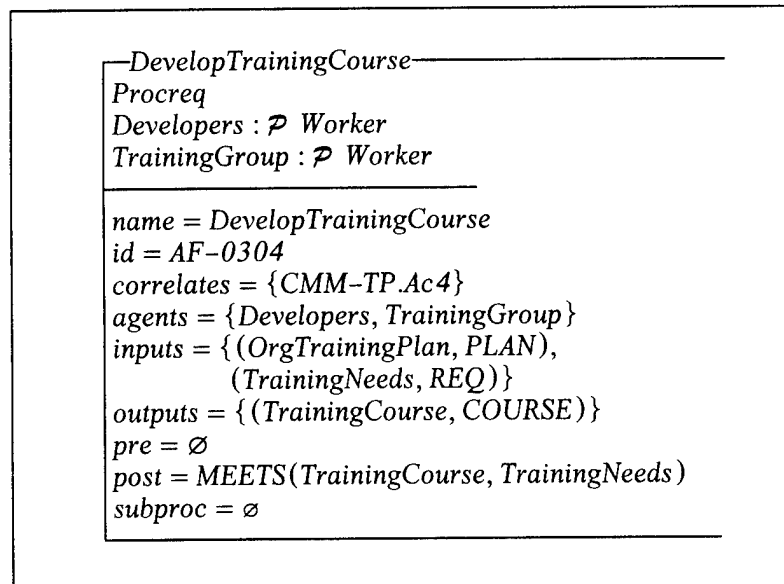 DevelopTrainingCourse
Procreq
Developers : 𝒫 Worker
TrainingGroup : 𝒫 Worker
name = DevelopTrainingCourse
id = AF-0304
correlates = {CMM-TP.Ac4}
agents = {Developers, TrainingGroup}
inputs = {(OrgTrainingPlan, PLAN),
(TrainingNeeds, REQ)}
outputs = {(TrainingCourse, COURSE)}
pre = ∅
post = MEETS(TrainingCourse, TrainingNeeds)
subproc = ∅